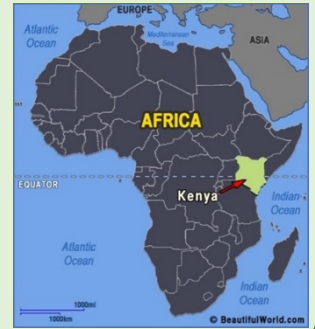 EUROPE
Atlantic
Ocean
Mediterranean
Sea
ASIA
AFRICA
EQUATOR
Kenya
Indian
Ocean
Atlantic
Ocean
Indian
Ocean
1000mi
1000km
© BeautifulWorld.com